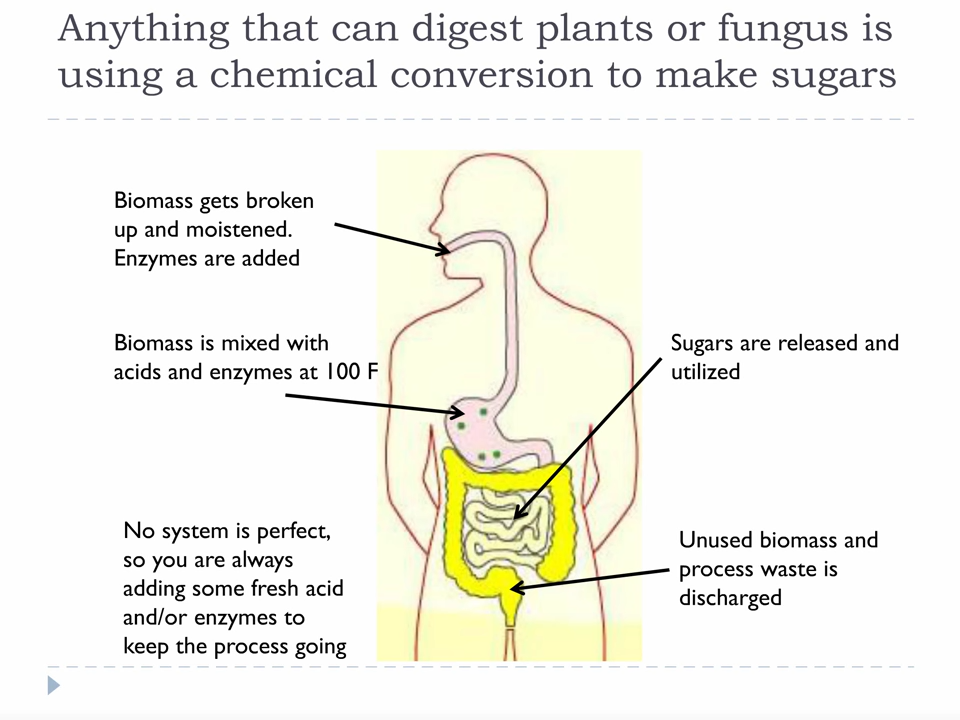 Anything that can digest plants or fungus is
using a chemical conversion to make sugars
Biomass gets broken
up and moistened.
Enzymes are added
Biomass is mixed with
acids and enzymes at 100 F
Sugars are released and
utilized
No system is perfect,
so you are always
adding some fresh acid
and/or enzymes to
keep the process going
Unused biomass and
process waste is
discharged